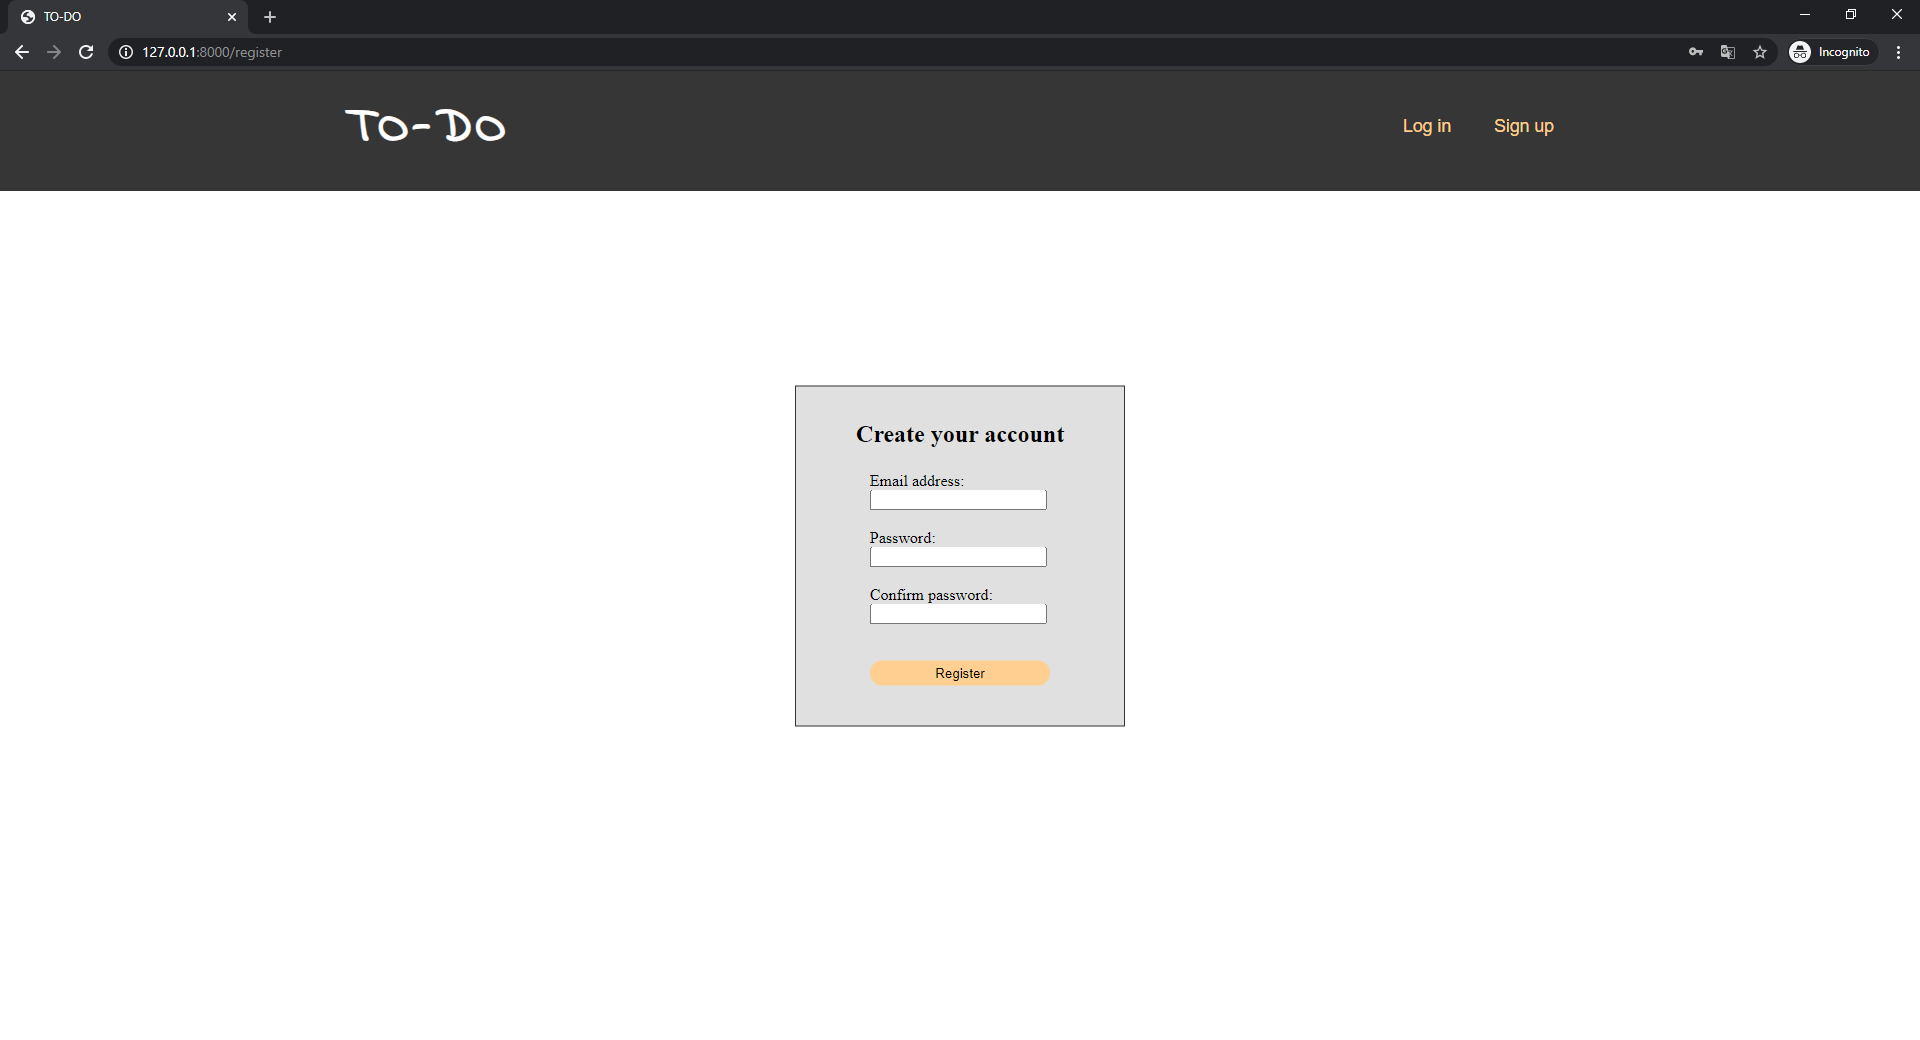 TO-DO
127.0.0.1:8000/register
Incognito
TO-DO
Log in
Sign up
Create your account
Email address:
Password:
Confirm password:
Register